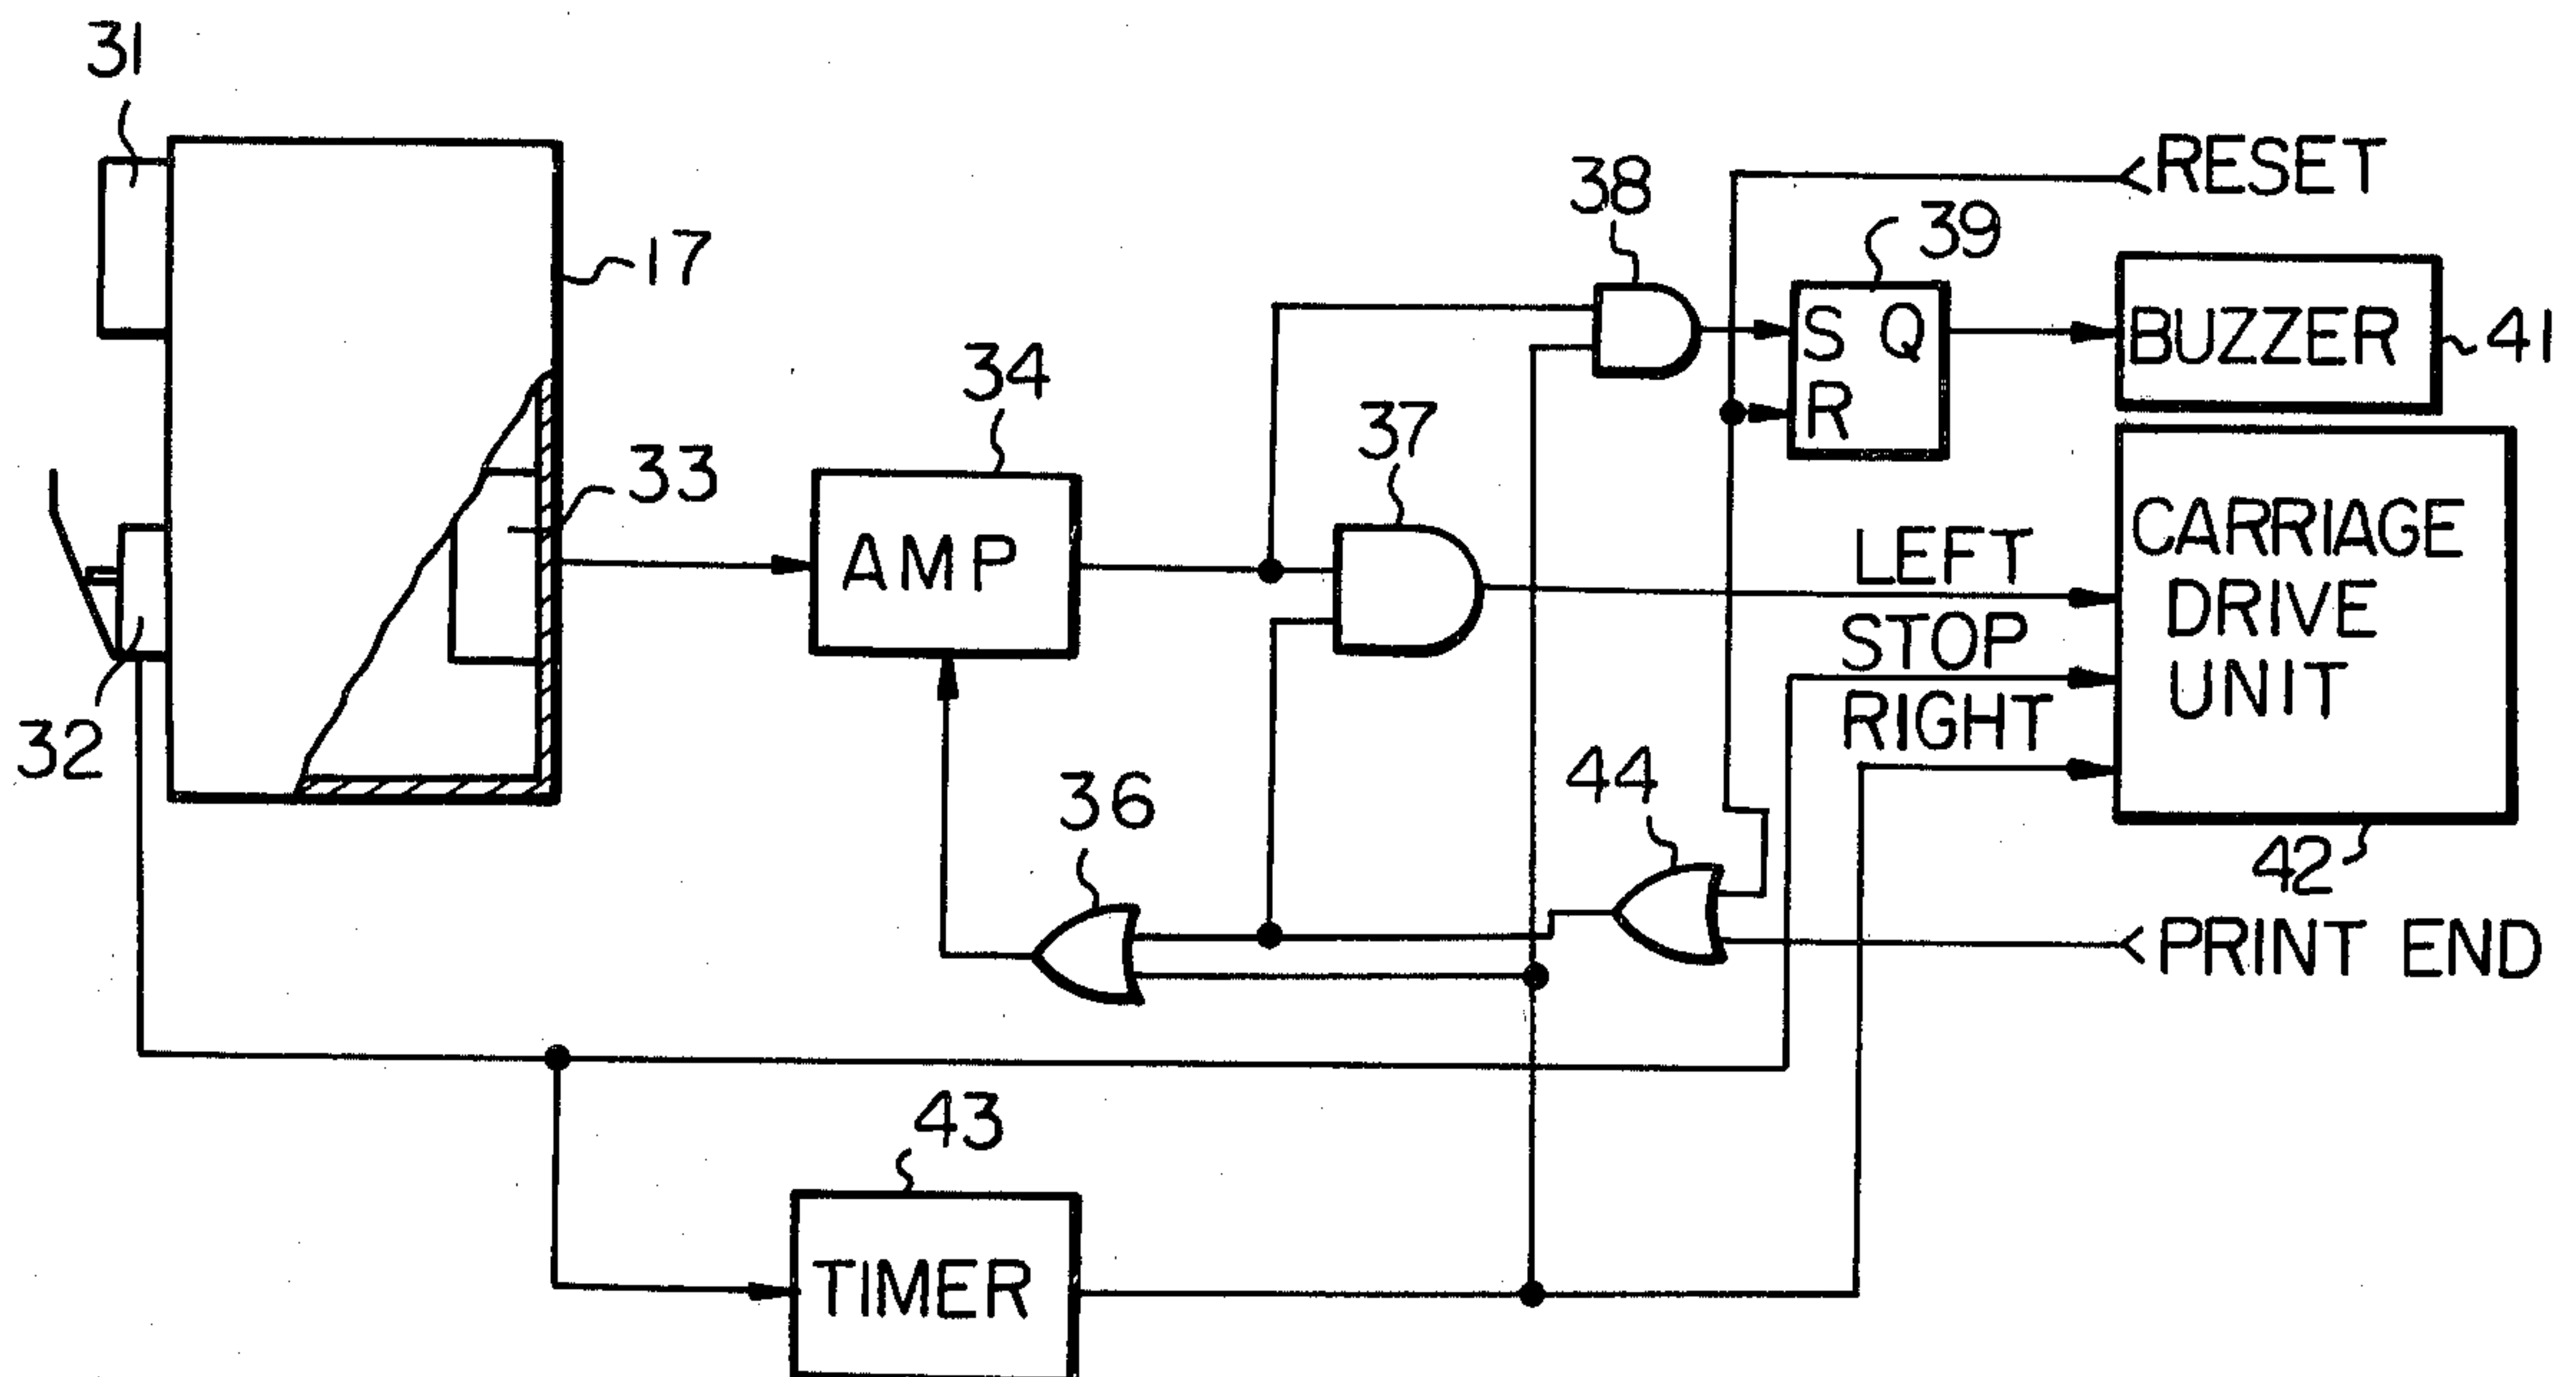 31
17
33
32
34
AMP
37
38
39
S Q
R
RESET
BUZZER
41
LEFT
STOP
RIGHT
CARRIAGE
DRIVE
UNIT
42
36
44
PRINT END
43
TIMER